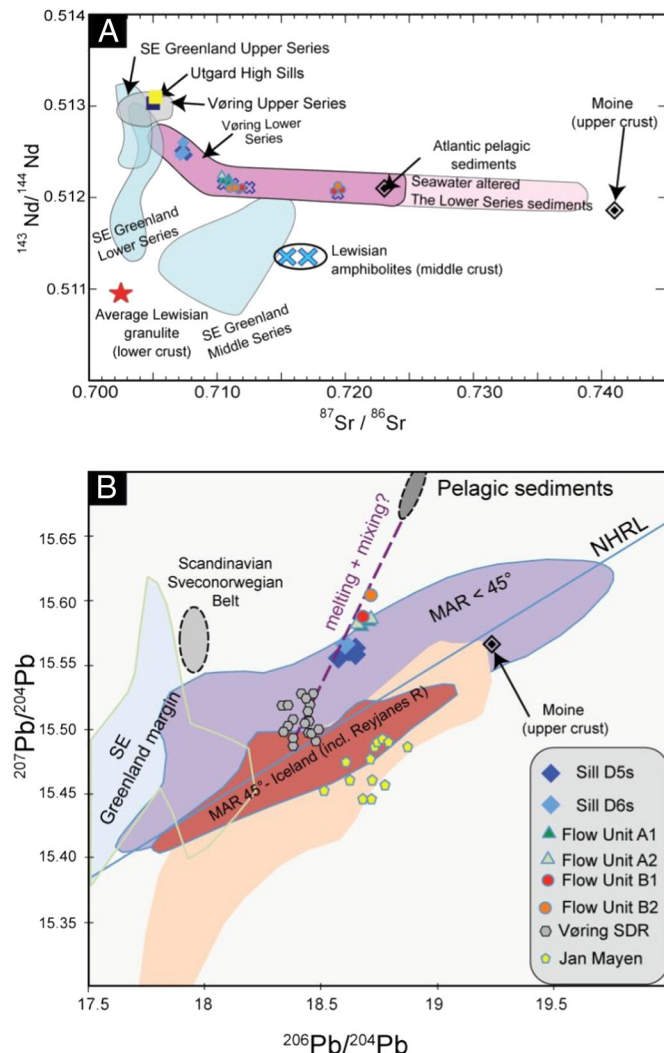 A
0.514
0.513
0.512
0.511
0.700
0.710
0.720
0.730
0.740
143Nd/144Nd
87Sr / 86Sr
SE Greenland Upper Series
Utgard High Sills
Vøring Upper Series
Vøring Lower
Series
Moine
(upper crust)
Atlantic pelagic
sediments
Seawater altered
The Lower Series sediments
SE Greenland
Lower Series
Lewisian
amphibolites (middle crust)
Average Lewisian
granulite
(lower crust)
SE Greenland
Middle Series
B
15.65
15.60
15.55
15.50
15.45
15.40
15.35
17.5
18
18.5
19
19.5
207Pb/204Pb
206Pb/204Pb
Pelagic sediments
melting + mixing?
NHRL
Scandinavian
Sveconorwegian
Belt
MAR < 45°
SE
Greenland margin
MAR 45°- Iceland (incl. Reyjanes R)
Moine
(upper crust)
Sill D5s
Sill D6s
Flow Unit A1
Flow Unit A2
Flow Unit B1
Flow Unit B2
Vøring SDR
Jan Mayen